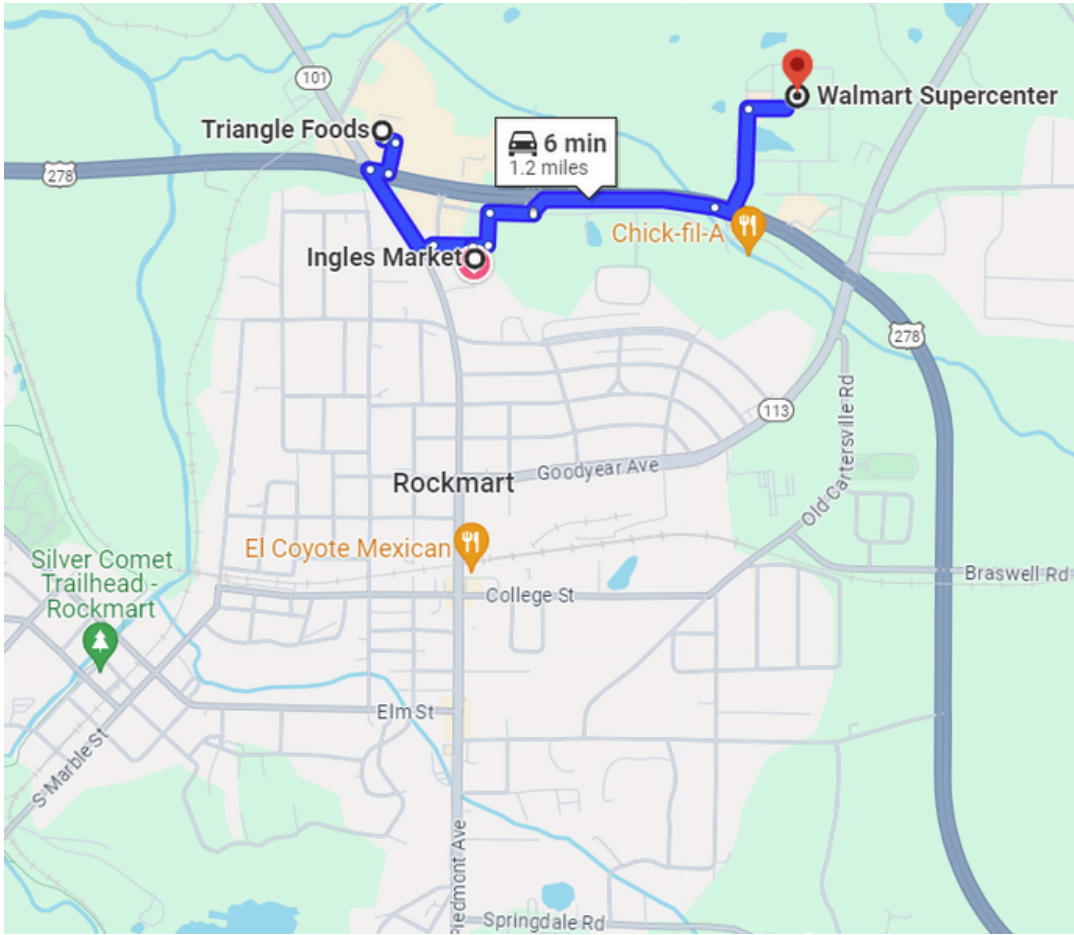 101
Triangle Foods
Walmart Supercenter
6 min
1.2 miles
278
Chick-fil-A
Ingles Market
278
113
Old Cartersville Rd
Goodyear Ave
Rockmart
El Coyote Mexican
Silver Comet
Trailhead -
Rockmart
College St
Braswell Rd
Elm St
S Marble St
Piedmont Ave
Springdale Rd